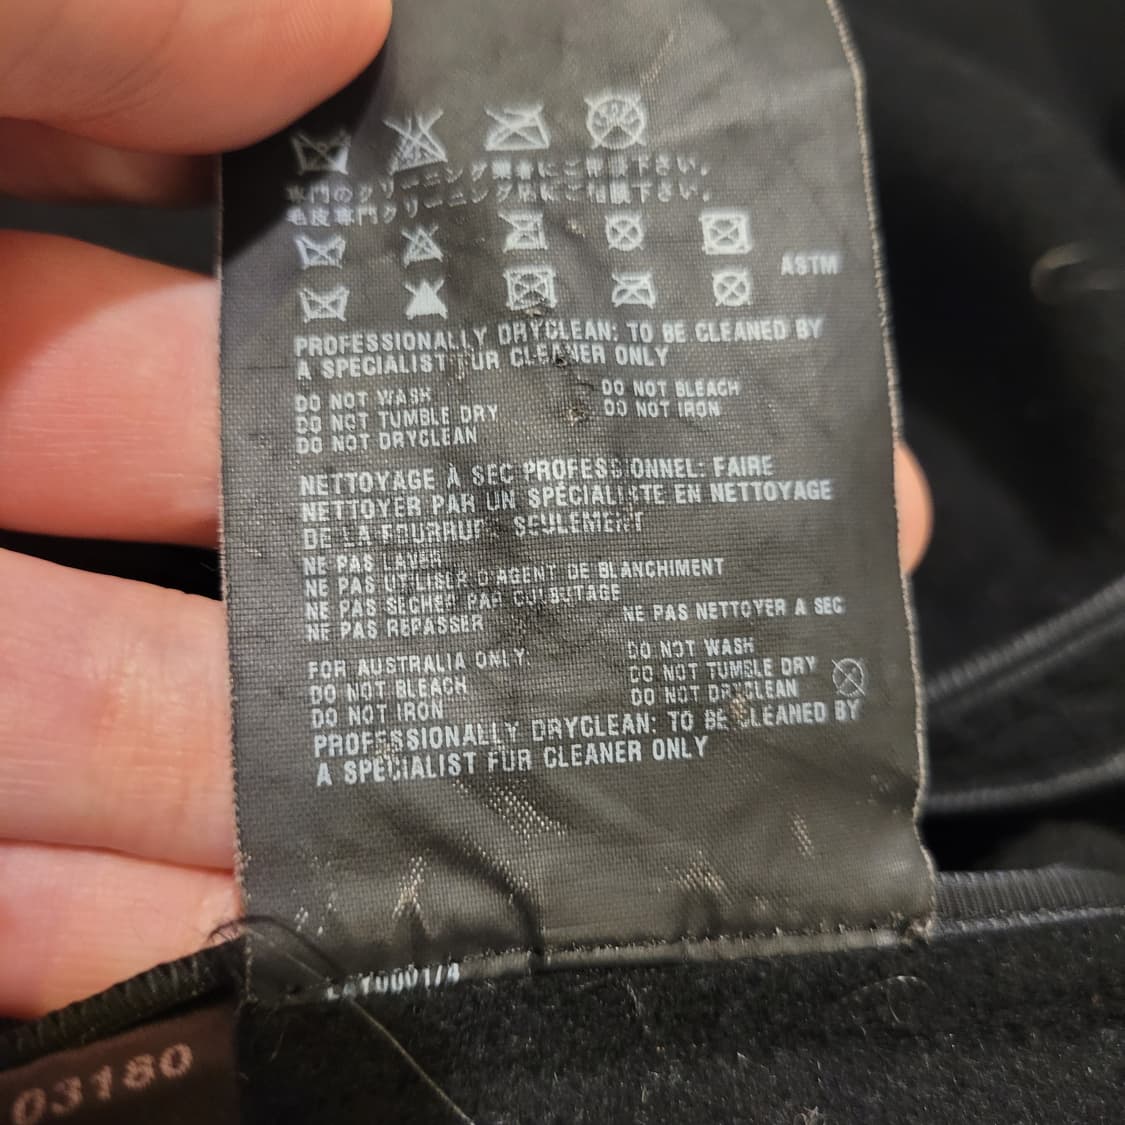 専門のクリーニング業者にご相談下さい。
毛皮専門クリーニング店にご相談下さい。
ASTM
PROFESSIONALLY DRYCLEAN: TO BE CLEANED BY
A SPECIALIST FUR CLEANER ONLY
DO NOT WASH DO NOT BLEACH
DO NOT TUMBLE DRY DO NOT IRON
DO NOT DRYCLEAN
NETTOYAGE À SEC PROFESSIONNEL: FAIRE
NETTOYER PAR UN SPÉCIALISTE EN NETTOYAGE
DE LA FOURRURE SEULEMENT
NE PAS LAVER
NE PAS UTILISER D'AGENT DE BLANCHIMENT
NE PAS SÉCHER PAR CULBUTAGE
NE PAS REPASSER NE PAS NETTOYER A SEC
FOR AUSTRALIA ONLY: DO NOT WASH
DO NOT BLEACH DO NOT TUMBLE DRY
DO NOT IRON DO NOT DRYCLEAN
PROFESSIONALLY DRYCLEAN: TO BE CLEANED BY
A SPECIALIST FUR CLEANER ONLY
03180